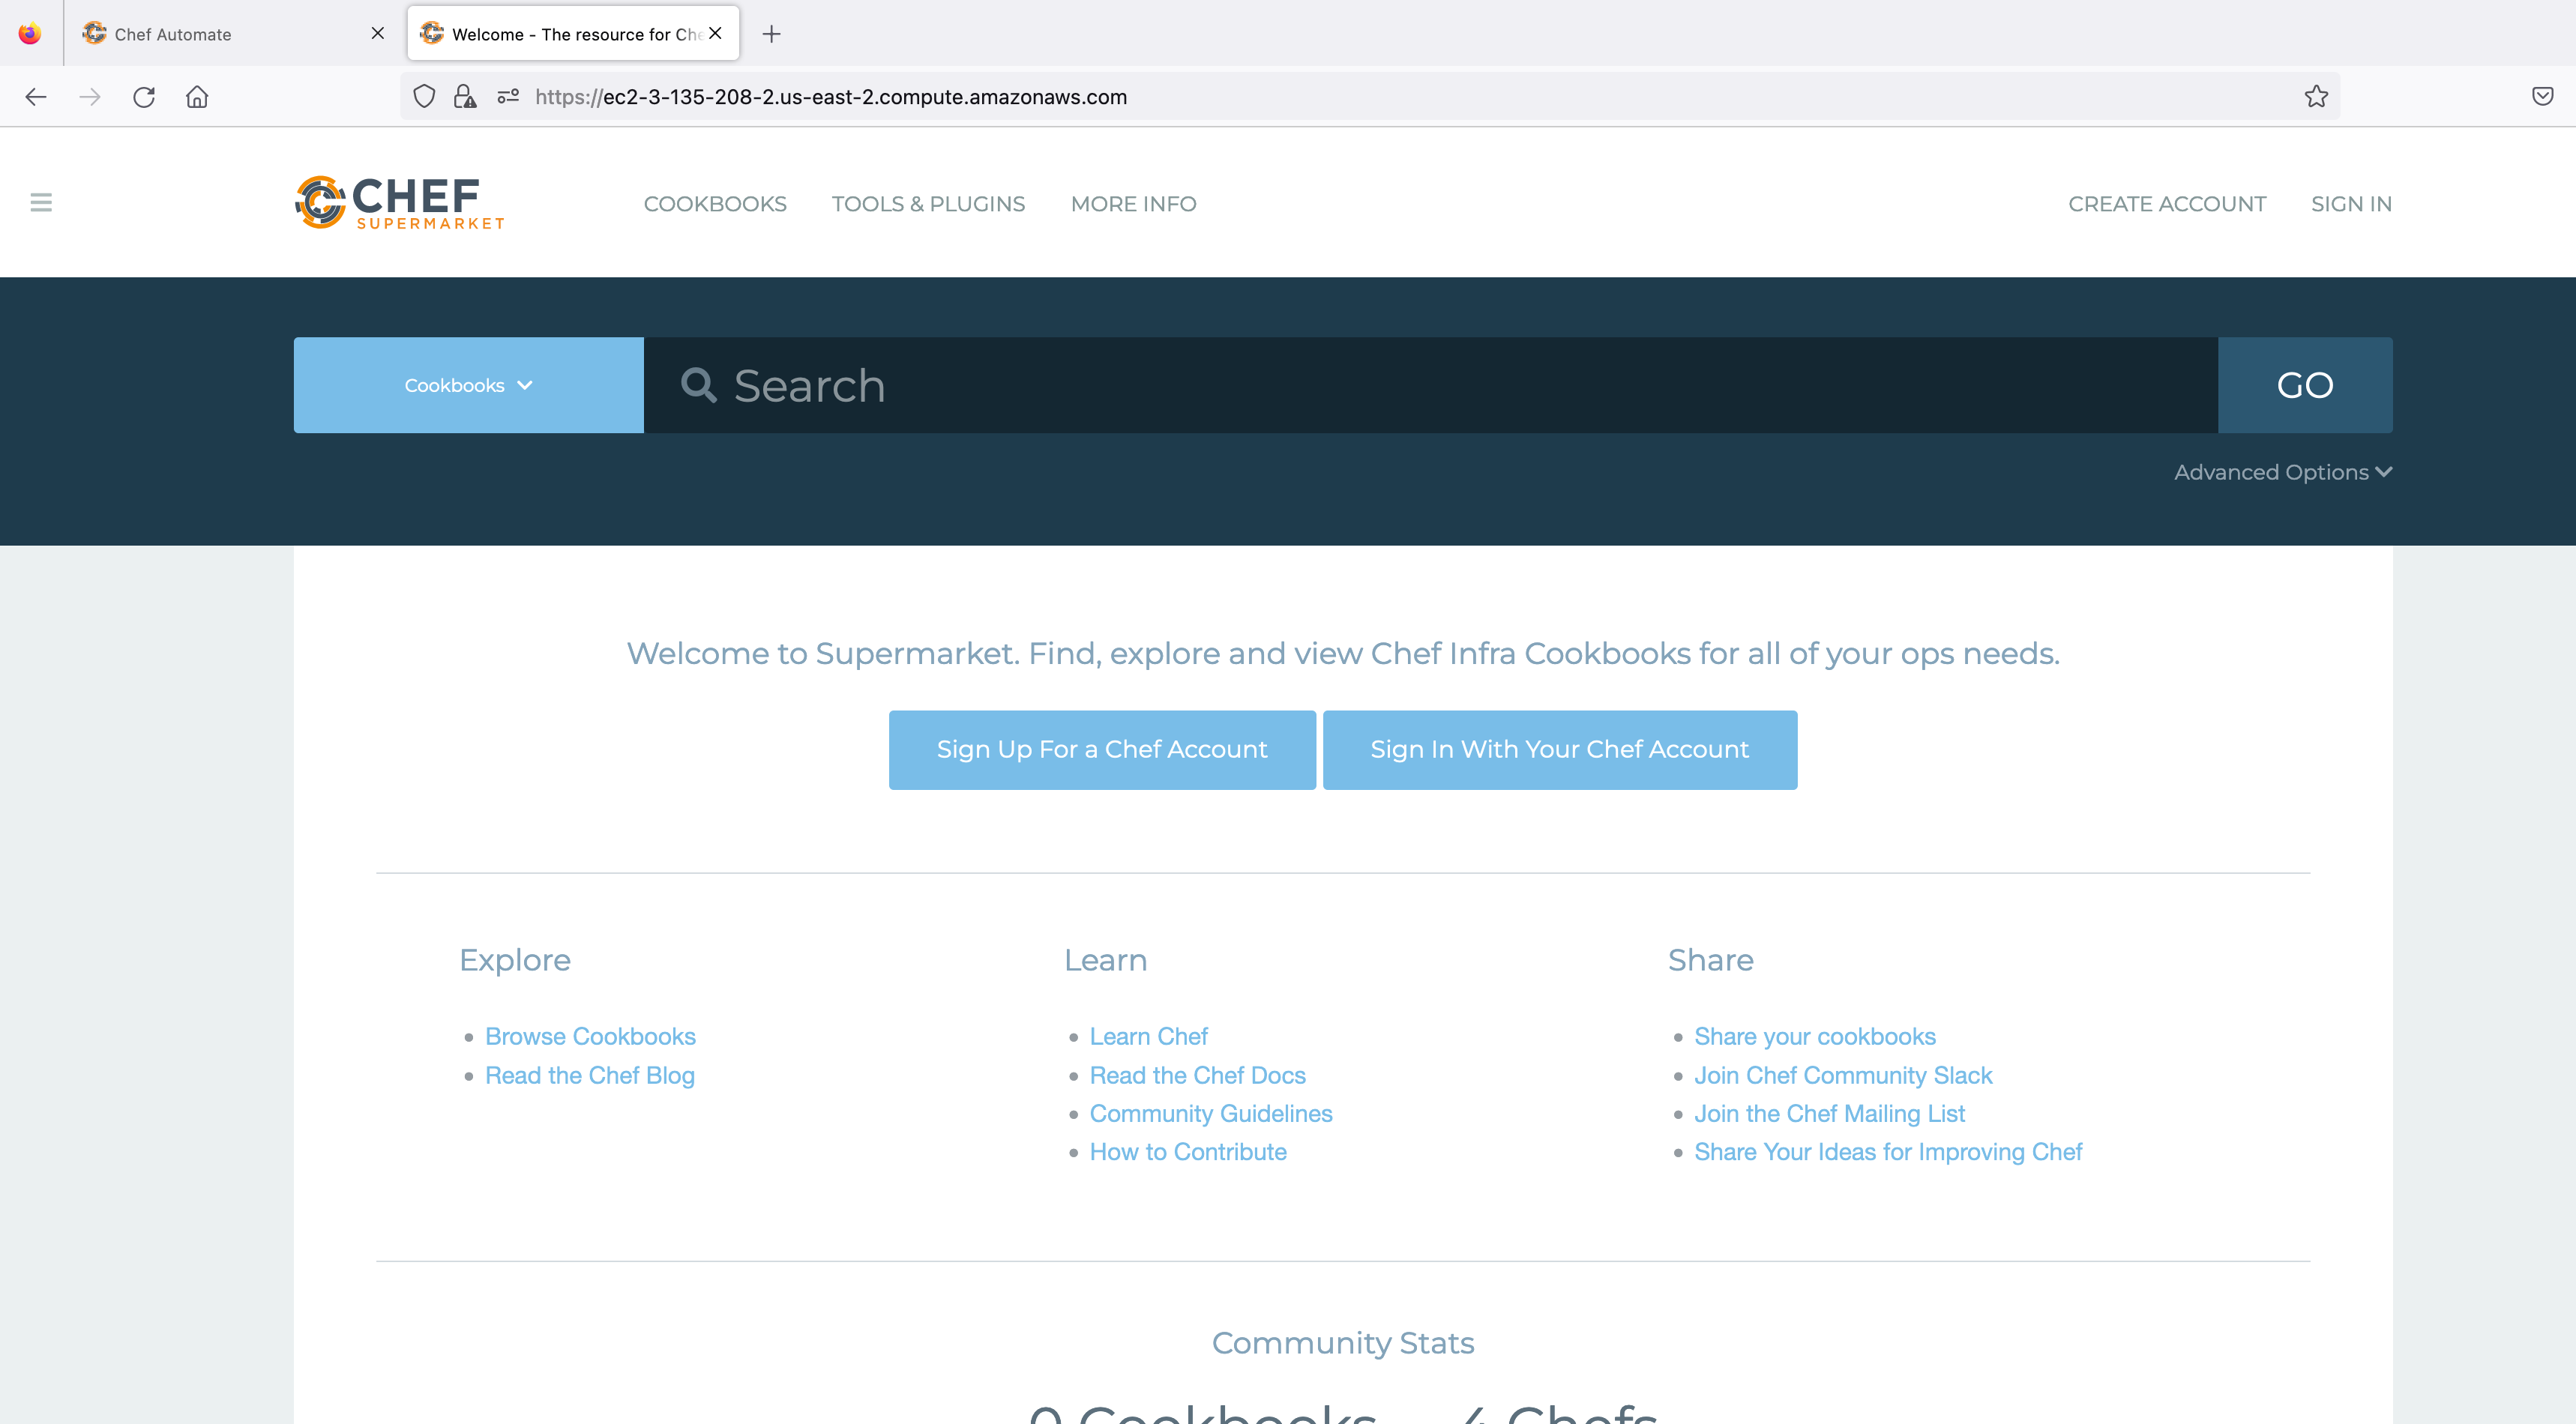 Chef Automate
Welcome - The resource for Che
https://ec2-3-135-208-2.us-east-2.compute.amazonaws.com
CHEF
SUPERMARKET
COOKBOOKS TOOLS & PLUGINS MORE INFO
CREATE ACCOUNT SIGN IN
Cookbooks
Search
GO
Advanced Options
Welcome to Supermarket. Find, explore and view Chef Infra Cookbooks for all of your ops needs.
Sign Up For a Chef Account
Sign In With Your Chef Account
Explore
Browse Cookbooks
Read the Chef Blog
Learn
Learn Chef
Read the Chef Docs
Community Guidelines
How to Contribute
Share
Share your cookbooks
Join Chef Community Slack
Join the Chef Mailing List
Share Your Ideas for Improving Chef
Community Stats
0 Cookbooks 4 Chefs